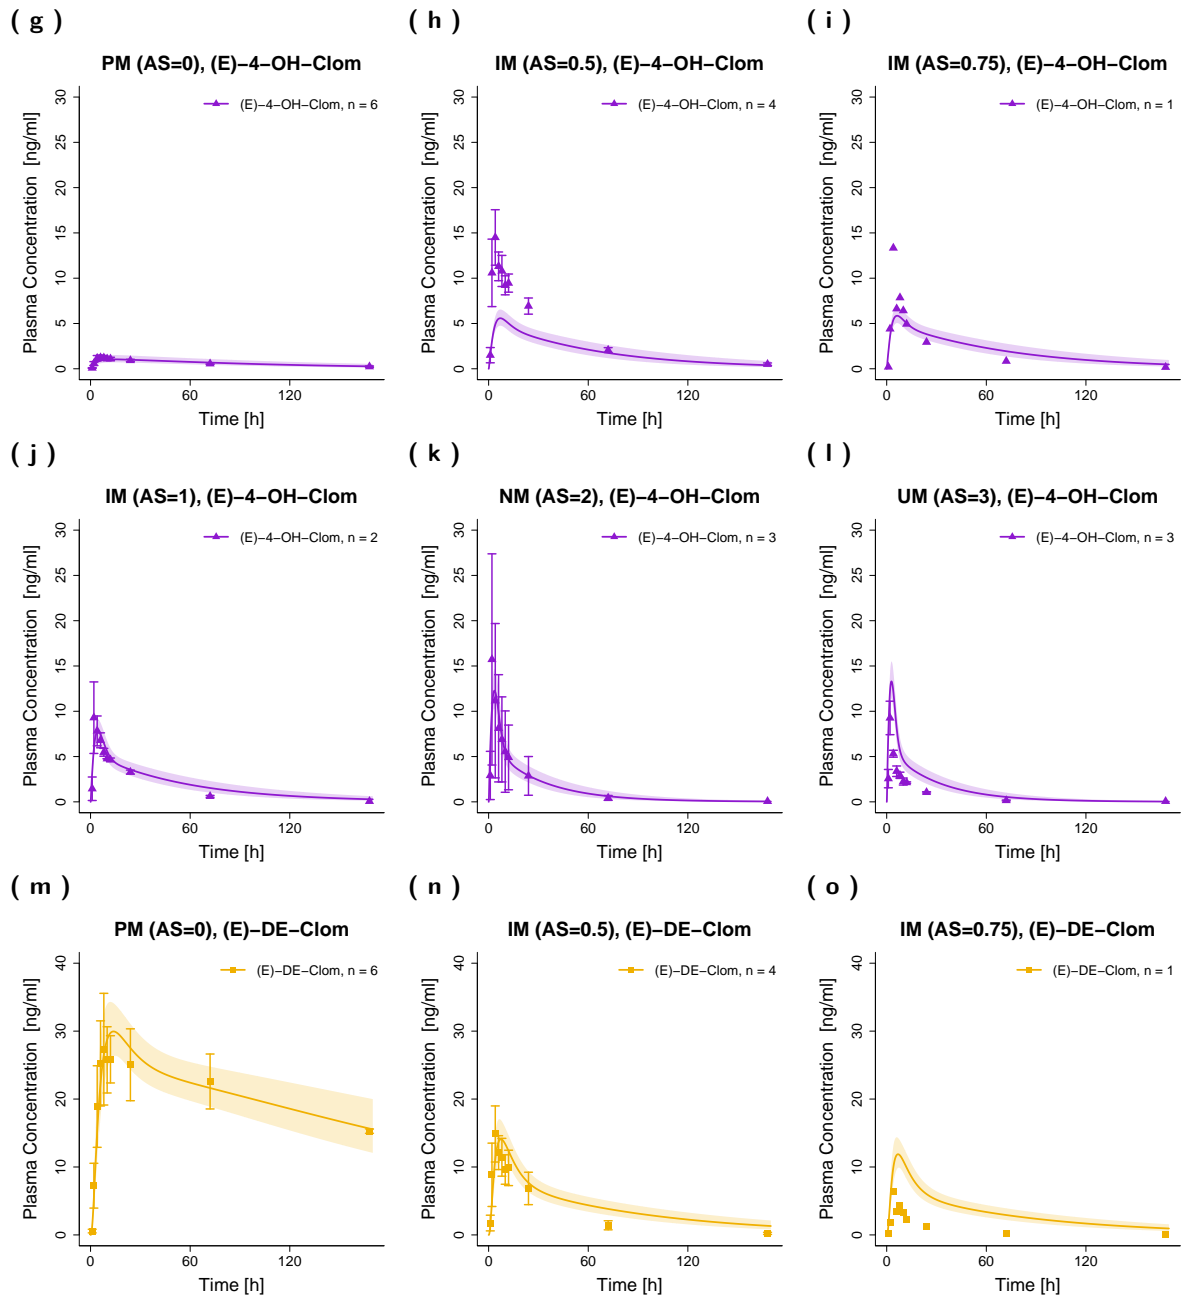 ( g )
PM (AS=0), (E)−4−OH−Clom
(E)−4−OH−Clom, n = 6
Plasma Concentration [ng/ml]
30
25
20
15
10
5
0
0 60 120
Time [h]
( h )
IM (AS=0.5), (E)−4−OH−Clom
(E)−4−OH−Clom, n = 4
Plasma Concentration [ng/ml]
30
25
20
15
10
5
0
0 60 120
Time [h]
( i )
IM (AS=0.75), (E)−4−OH−Clom
(E)−4−OH−Clom, n = 1
Plasma Concentration [ng/ml]
30
25
20
15
10
5
0
0 60 120
Time [h]
( j )
IM (AS=1), (E)−4−OH−Clom
(E)−4−OH−Clom, n = 2
Plasma Concentration [ng/ml]
30
25
20
15
10
5
0
0 60 120
Time [h]
( k )
NM (AS=2), (E)−4−OH−Clom
(E)−4−OH−Clom, n = 3
Plasma Concentration [ng/ml]
30
25
20
15
10
5
0
0 60 120
Time [h]
( l )
UM (AS=3), (E)−4−OH−Clom
(E)−4−OH−Clom, n = 3
Plasma Concentration [ng/ml]
30
25
20
15
10
5
0
0 60 120
Time [h]
( m )
PM (AS=0), (E)−DE−Clom
(E)−DE−Clom, n = 6
Plasma Concentration [ng/ml]
40
30
20
10
0
0 60 120
Time [h]
( n )
IM (AS=0.5), (E)−DE−Clom
(E)−DE−Clom, n = 4
Plasma Concentration [ng/ml]
40
30
20
10
0
0 60 120
Time [h]
( o )
IM (AS=0.75), (E)−DE−Clom
(E)−DE−Clom, n = 1
Plasma Concentration [ng/ml]
40
30
20
10
0
0 60 120
Time [h]